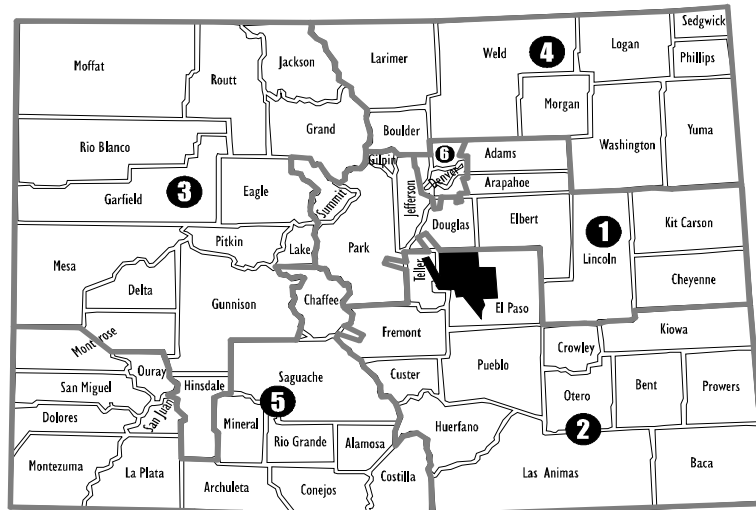 Sedgwick
Moffat
Routt
Jackson
Larimer
Weld
4
Logan
Phillips
Morgan
Grand
Boulder
Rio Blanco
Washington
Yuma
6
Gilpin
Adams
Denver
Arapahoe
3
Garfield
Eagle
Summit
Jefferson
Douglas
Elbert
1
Kit Carson
Lincoln
Pitkin
Lake
Park
Mesa
Teller
Cheyenne
Delta
Gunnison
Chaffee
El Paso
Fremont
Kiowa
Montrose
Crowley
Ouray
Pueblo
San Miguel
Hinsdale
Saguache
Custer
Otero
Bent
Prowers
5
2
Dolores
San Juan
Mineral
Rio Grande
Alamosa
Huerfano
Montezuma
La Plata
Costilla
Las Animas
Baca
Archuleta
Conejos